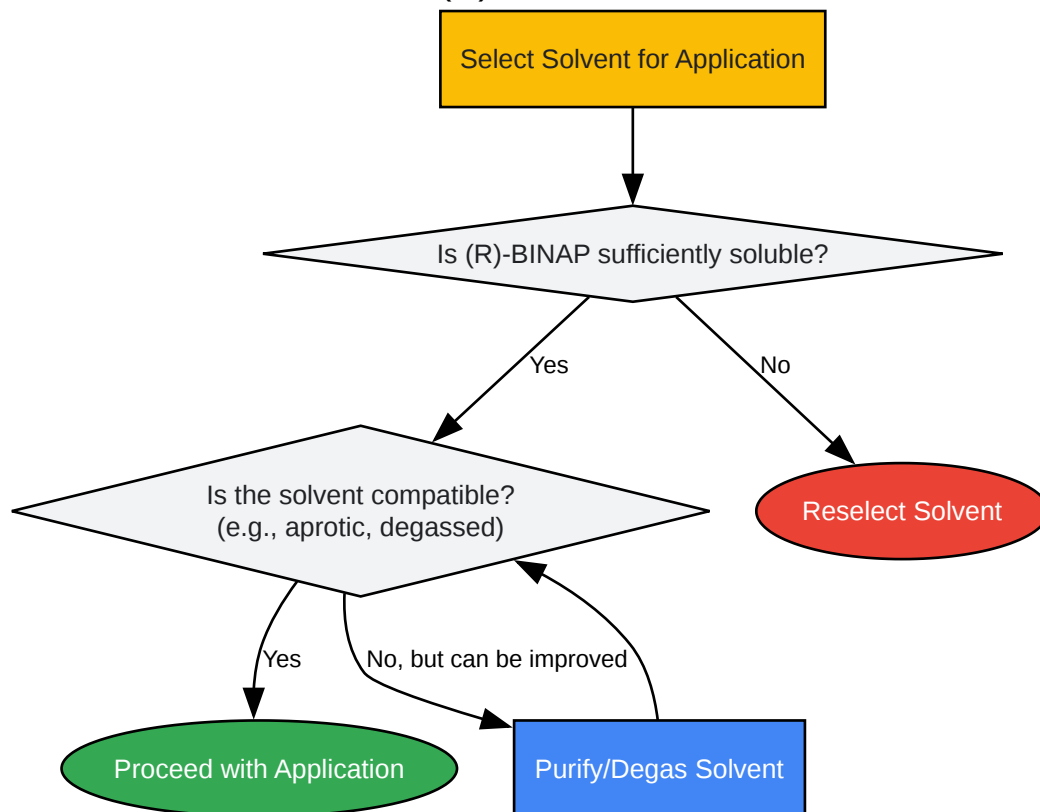 Select Solvent for Application
Is (R)-BINAP sufficiently soluble?
Yes
No
Is the solvent compatible?
(e.g., aprotic, degassed)
Reselect Solvent
Yes
No, but can be improved
Proceed with Application
Purify/Degas Solvent